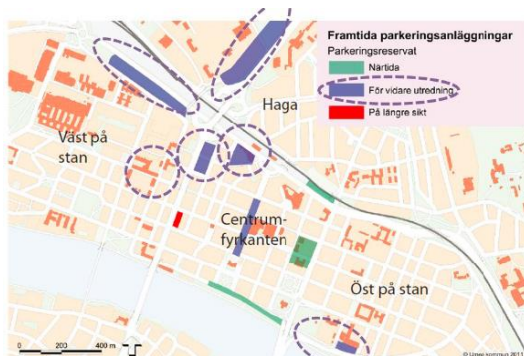 Framtida parkeringsanläggningar
Parkeringsreservat
Närtida
För vidare utredning
På längre sikt
Haga
Väst på
stan
Centrum-
fyrkanten
Öst på stan
0 200 400 m
© Umeå kommun 2011